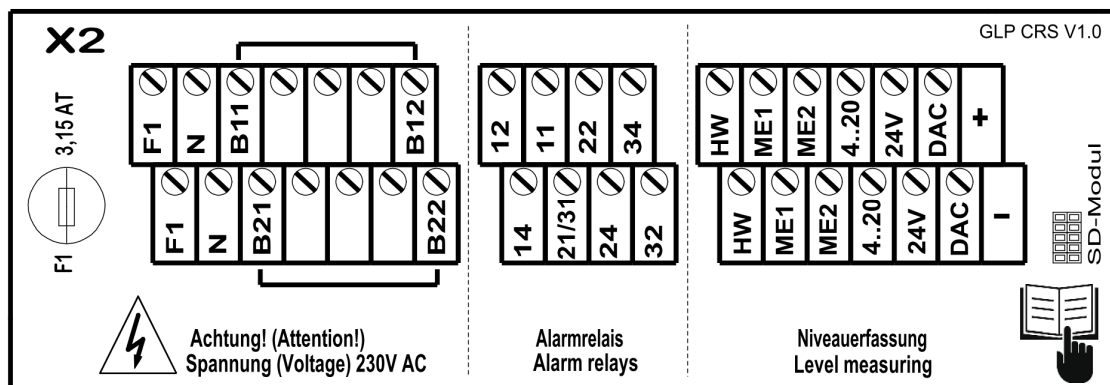 X2
GLP CRS V1.0
3,15 AT
F1
F1 N B11 B12
F1 N B21 B22
12 11 22 34
14 21/31 24 32
HW ME1 ME2 4..20 24V DAC +
HW ME1 ME2 4..20 24V DAC -
SD-Modul
Achtung! (Attention!)
Spannung (Voltage) 230V AC
Alarmrelais
Alarm relays
Niveauerfassung
Level measuring